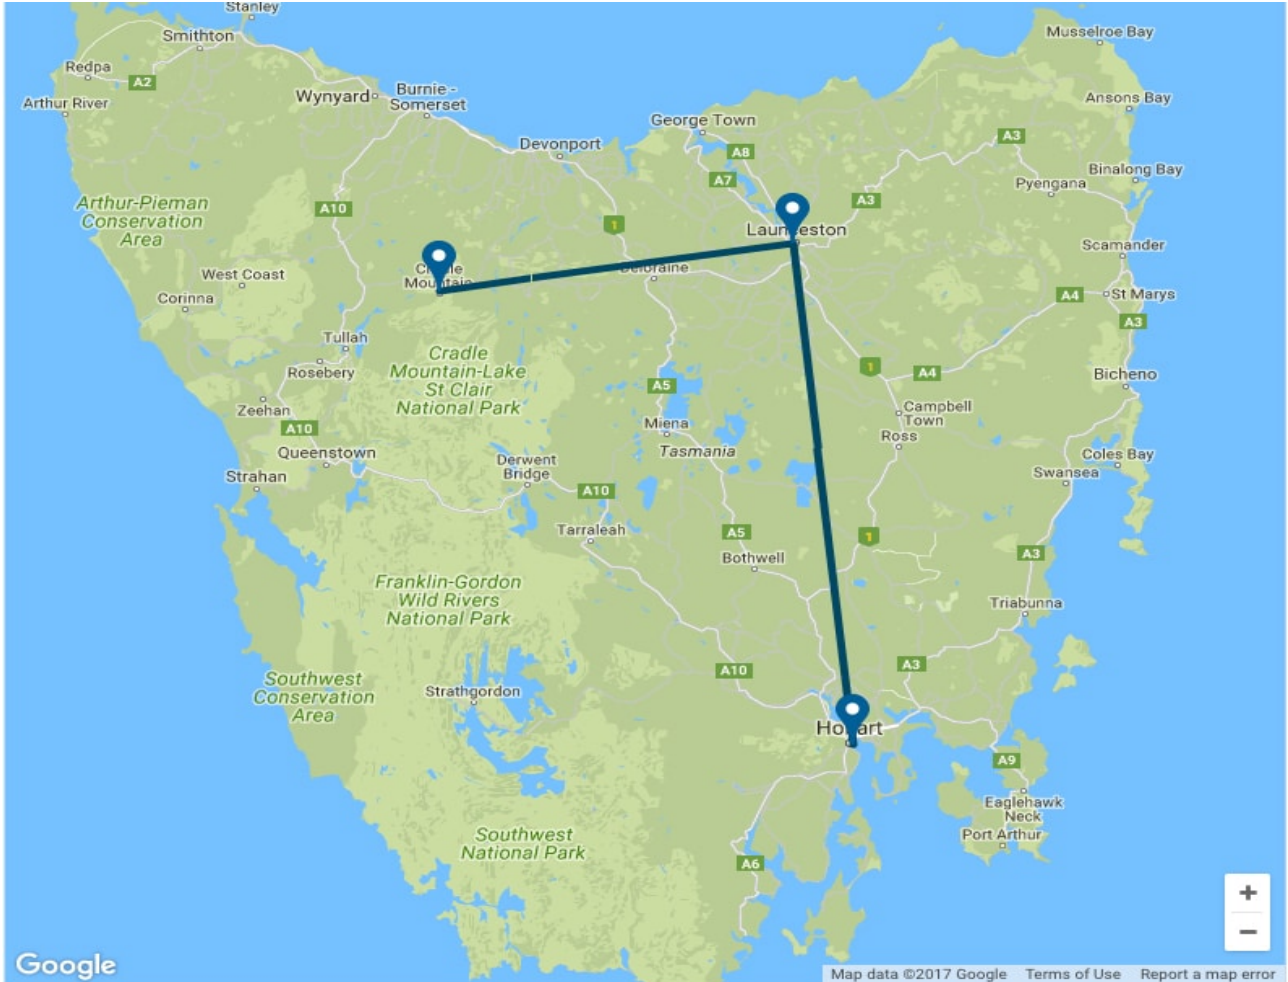 Stanley
Smithton
Musselroe Bay
Redpa
A2
Burnie -
Somerset
Wynyard
Arthur River
Ansons Bay
George Town
A3
Devonport
A8
A7
Binalong Bay
Pyengana
Arthur-Pieman
Conservation
Area
A10
A3
1
Launceston
Scamander
West Coast
Cradle
Mountain
Deloraine
Corinna
A4
St Marys
A3
Tullah
Rosebery
Cradle
Mountain-Lake
St Clair
National Park
1
A4
Bicheno
A5
Zeehan
Campbell
Town
A10
Miena
Ross
Tasmania
Queenstown
Derwent
Bridge
Coles Bay
Strahan
Swansea
A10
Tarraleah
A5
1
Bothwell
A3
Franklin-Gordon
Wild Rivers
National Park
Triabunna
A10
A3
Southwest
Conservation
Area
Strathgordon
Hobart
A9
Eaglehawk
Neck
Port Arthur
Southwest
National Park
A6
+
−
Google
Map data ©2017 Google Terms of Use Report a map error